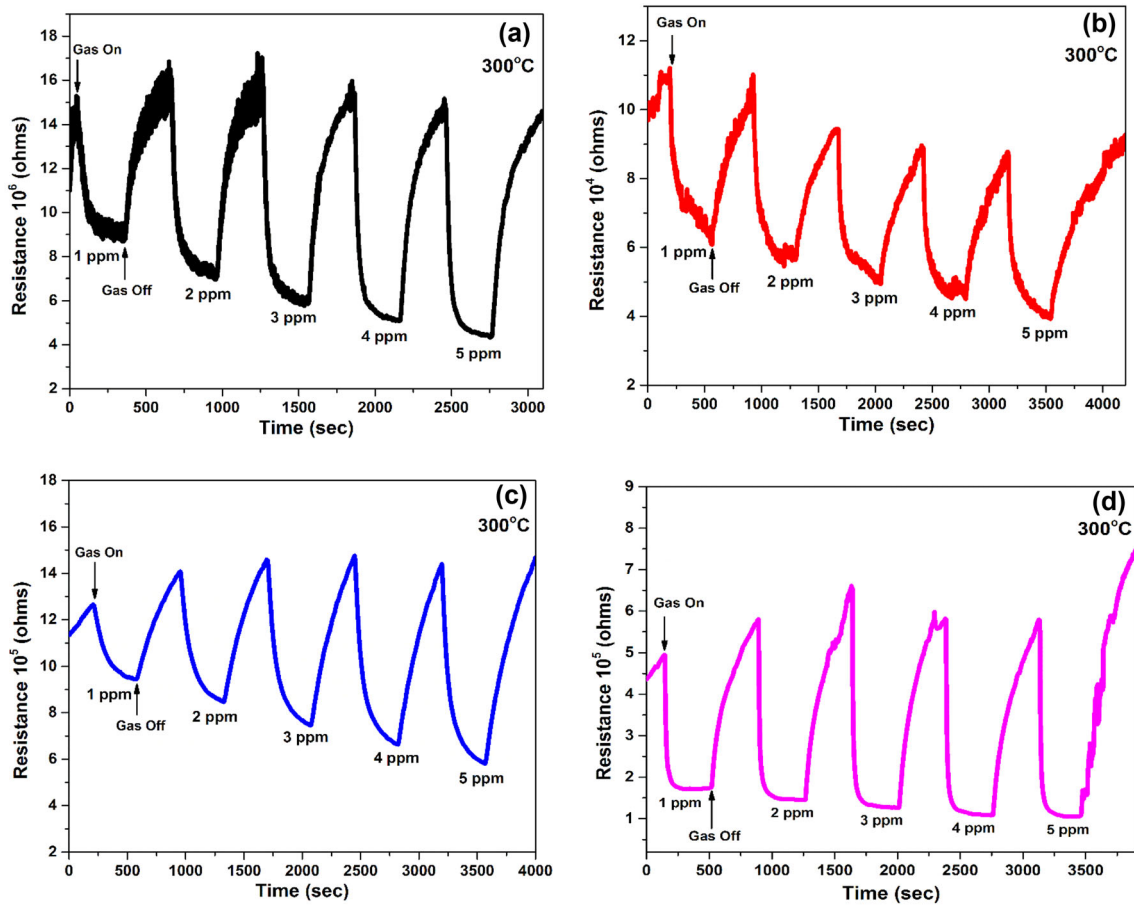 (a)
300°C
Gas On
Gas Off
1 ppm
2 ppm
3 ppm
4 ppm
5 ppm
Resistance 10⁶ (ohms)
18
16
14
12
10
8
6
4
2
0 500 1000 1500 2000 2500 3000
Time (sec)
(b)
300°C
Gas On
Gas Off
1 ppm
2 ppm
3 ppm
4 ppm
5 ppm
Resistance 10⁴ (ohms)
12
10
8
6
4
2
0 500 1000 1500 2000 2500 3000 3500 4000
Time (sec)
(c)
300°C
Gas On
Gas Off
1 ppm
2 ppm
3 ppm
4 ppm
5 ppm
Resistance 10⁵ (ohms)
18
16
14
12
10
8
6
4
2
0 500 1000 1500 2000 2500 3000 3500 4000
Time (sec)
(d)
300°C
Gas On
Gas Off
1 ppm
2 ppm
3 ppm
4 ppm
5 ppm
Resistance 10⁵ (ohms)
9
8
7
6
5
4
3
2
1
0 500 1000 1500 2000 2500 3000 3500
Time (sec)